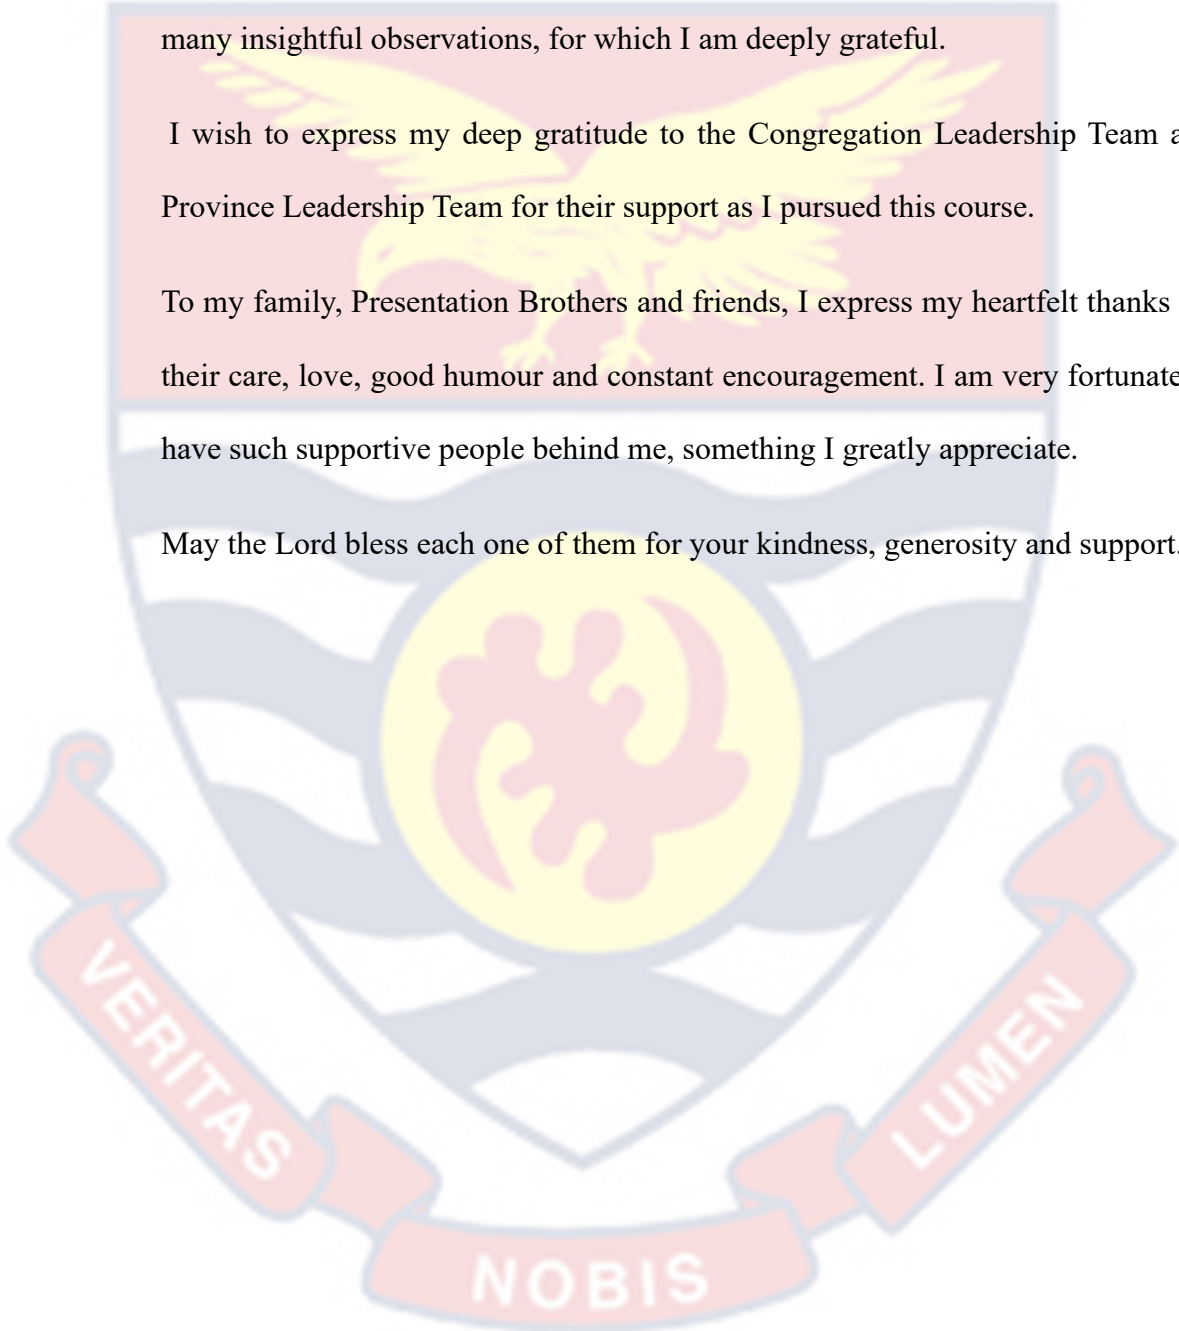 many insightful observations, for which I am deeply grateful.
I wish to express my deep gratitude to the Congregation Leadership Team
Province Leadership Team for their support as I pursued this course.
To my family, Presentation Brothers and friends, I express my heartfelt thanks
their care, love, good humour and constant encouragement. I am very fortunate
have such supportive people behind me, something I greatly appreciate.
May the Lord bless each one of them for your kindness, generosity and support.
VERITAS
NOBIS
LUMEN